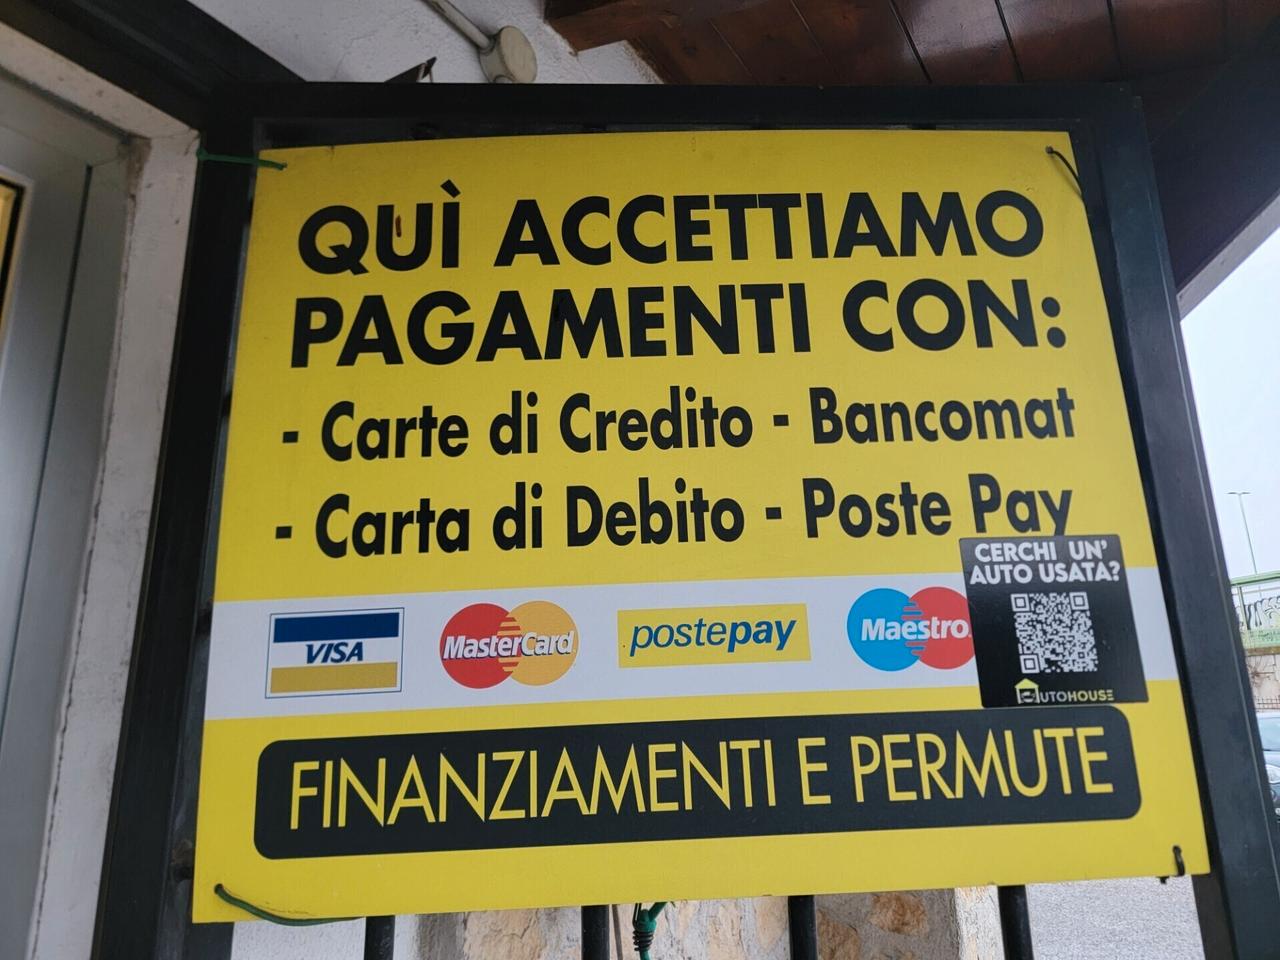 QUÌ ACCETTIAMO
PAGAMENTI CON:
- Carte di Credito - Bancomat
- Carta di Debito - Poste Pay
VISA
MasterCard
postepay
Maestro
CERCHI UN'
AUTO USATA?
AUTOHOUSE
FINANZIAMENTI E PERMUTE